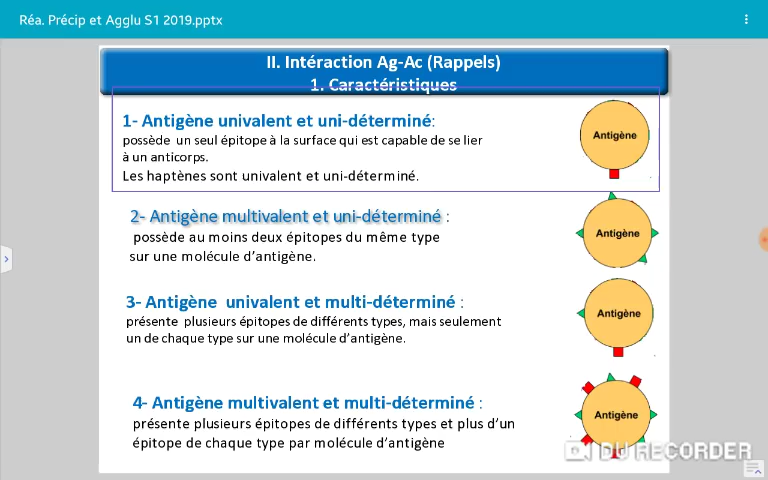 Réa. Précip et Agglu S1 2019.pptx
II. Intéraction Ag-Ac (Rappels)
1. Caractéristiques
1- Antigène univalent et uni-déterminé:
possède un seul épitope à la surface qui est capable de se lier
à un anticorps.
Les haptènes sont univalent et uni-déterminé.
Antigène
2- Antigène multivalent et uni-déterminé :
possède au moins deux épitopes du même type
sur une molécule d'antigène.
Antigène
3- Antigène univalent et multi-déterminé :
présente plusieurs épitopes de différents types, mais seulement
un de chaque type sur une molécule d'antigène.
Antigène
4- Antigène multivalent et multi-déterminé :
présente plusieurs épitopes de différents types et plus d'un
épitope de chaque type par molécule d'antigène
Antigène
DU RECORDER